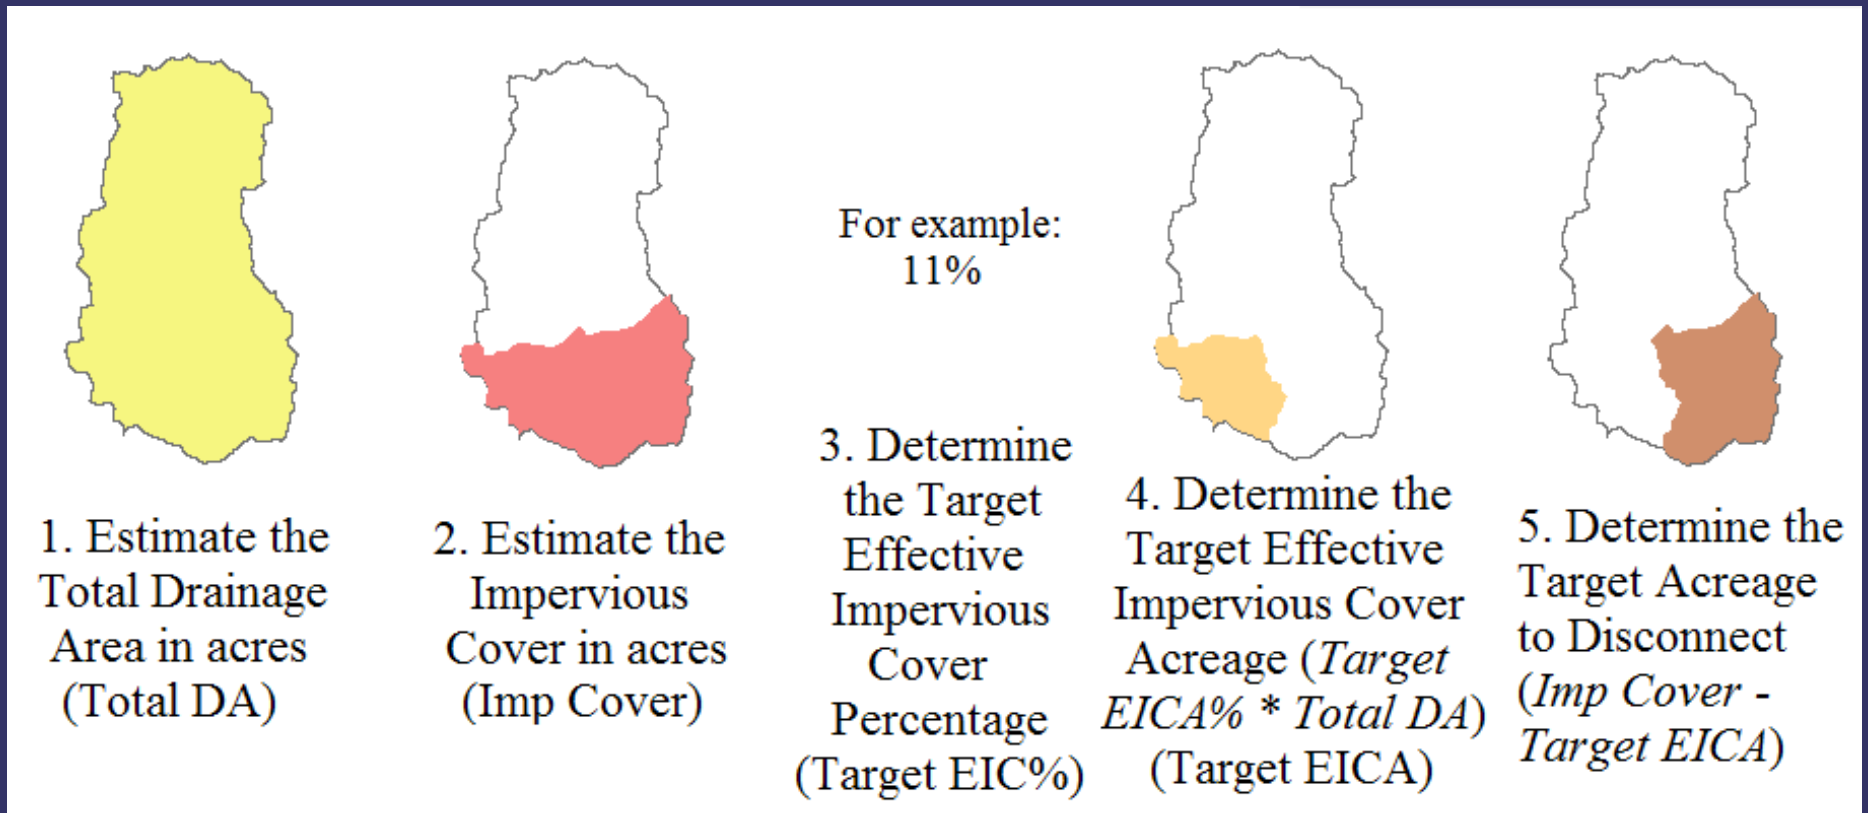 1. Estimate the
Total Drainage
Area in acres
(Total DA)
2. Estimate the
Impervious
Cover in acres
(Imp Cover)
For example:
11%
3. Determine
the Target
Effective
Impervious
Cover
Percentage
(Target EIC%)
4. Determine the
Target Effective
Impervious Cover
Acreage (Target
EICA% * Total DA)
(Target EICA)
5. Determine the
Target Acreage
to Disconnect
(Imp Cover -
Target EICA)